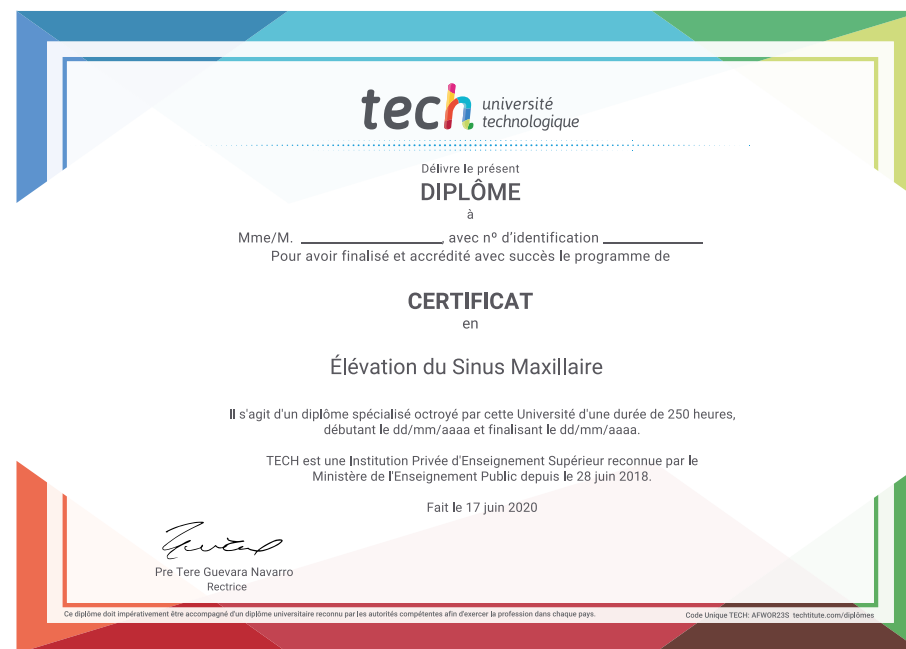 tech université
technologique
Délivre le présent
DIPLÔME
à
Mme/M. ____________________, avec nº d'identification ______________
Pour avoir finalisé et accrédité avec succès le programme de
CERTIFICAT
en
Élévation du Sinus Maxillaire
Il s'agit d'un diplôme spécialisé octroyé par cette Université d'une durée de 250 heures,
débutant le dd/mm/aaaa et finalisant le dd/mm/aaaa.
TECH est une Institution Privée d'Enseignement Supérieur reconnue par le
Ministère de l'Enseignement Public depuis le 28 juin 2018.
Fait le 17 juin 2020
Pre Tere Guevara Navarro
Rectrice
Ce diplôme doit impérativement être accompagné d'un diplôme universitaire reconnu par les autorités compétentes afin d'exercer la profession dans chaque pays.
Code Unique TECH: AFWOR23S techtitute.com/diplômes